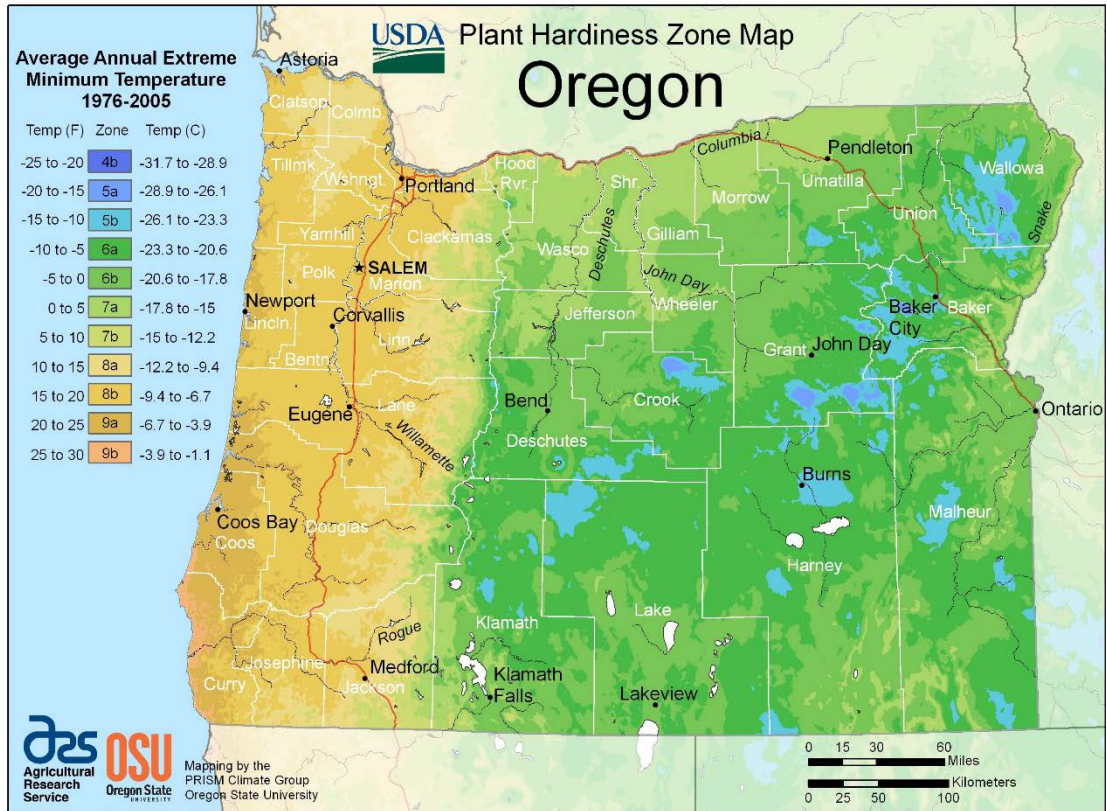 USDA
Plant Hardiness Zone Map
Oregon
Average Annual Extreme
Minimum Temperature
1976-2005
Temp (F) Zone Temp (C)
-25 to -20 4b -31.7 to -28.9
-20 to -15 5a -28.9 to -26.1
-15 to -10 5b -26.1 to -23.3
-10 to -5 6a -23.3 to -20.6
-5 to 0 6b -20.6 to -17.8
0 to 5 7a -17.8 to -15
5 to 10 7b -15 to -12.2
10 to 15 8a -12.2 to -9.4
15 to 20 8b -9.4 to -6.7
20 to 25 9a -6.7 to -3.9
25 to 30 9b -3.9 to -1.1
Astoria
Clatsop
Colmb.
Tillmk.
Wshngt.
Portland
Hood
Rvr.
Shr.
Columbia
Pendleton
Umatilla
Wallowa
Morrow
Union
Snake
Yamhill
Clackamas
Wasco
Deschutes
Gilliam
Polk
SALEM
Marion
John Day
Wheeler
Newport
Lincln.
Corvallis
Jefferson
Baker
City
Baker
Linn
Bentn.
Grant
John Day
Eugene
Lane
Bend
Crook
Ontario
Deschutes
Willamette
Burns
Coos Bay
Coos
Douglas
Malheur
Harney
Rogue
Klamath
Lake
Josephine
Medford
Curry
Jackson
Klamath
Falls
Lakeview
ars
Agricultural
Research
Service
OSU
Oregon State
UNIVERSITY
Mapping by the
PRISM Climate Group
Oregon State University
0 15 30 60
Miles
Kilometers
0 25 50 100